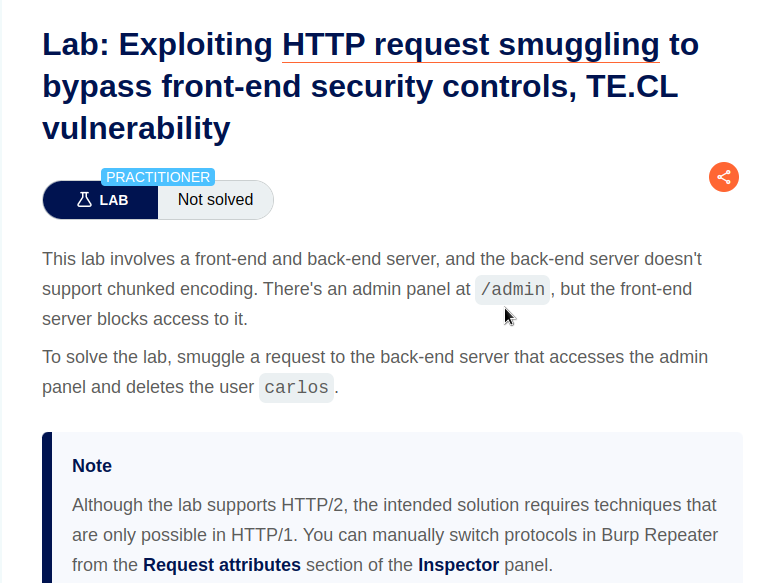 Lab: Exploiting HTTP request smuggling to
bypass front-end security controls, TE.CL
vulnerability
PRACTITIONER
LAB Not solved
This lab involves a front-end and back-end server, and the back-end server doesn't
support chunked encoding. There's an admin panel at /admin, but the front-end
server blocks access to it.
To solve the lab, smuggle a request to the back-end server that accesses the admin
panel and deletes the user carlos.
Note
Although the lab supports HTTP/2, the intended solution requires techniques that
are only possible in HTTP/1. You can manually switch protocols in Burp Repeater
from the Request attributes section of the Inspector panel.